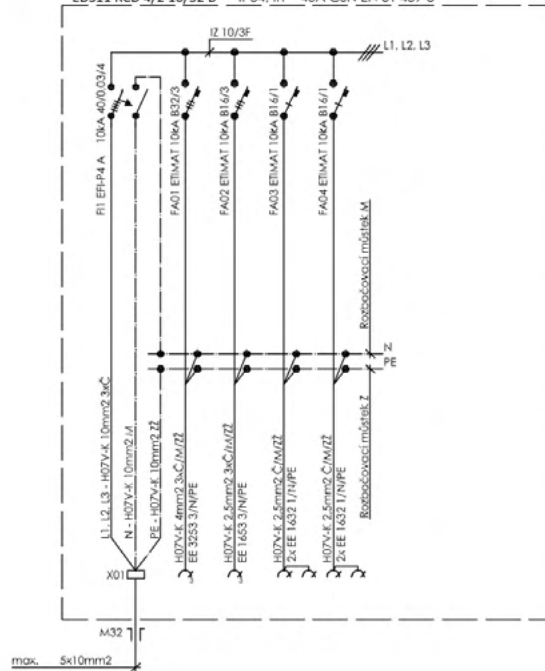 IZ 10/3F
L1, L2, L3
FI1 EFI-P4 A 10kA 40/0,03/4
FA01 ETIMAT 10kA B32/3
FA02 ETIMAT 10kA B16/3
FA03 ETIMAT 10kA B16/1
FA04 ETIMAT 10kA B16/1
Rozbočovací můstek M
N
PE
Rozbočovací můstek Z
L1, L2, L3 - H07V-K 10mm2 3xČ
N - H07V-K 10mm2 M
PE - H07V-K 10mm2 ZŽ
H07V-K 4mm2 3xČ/M/ZŽ
EE 3253 3/N/PE
H07V-K 2,5mm2 3xČ/M/ZŽ
EE 1653 3/N/PE
H07V-K 2,5mm2 Č/M/ZŽ
2x EE 1632 1/N/PE
H07V-K 2,5mm2 Č/M/ZŽ
2x EE 1632 1/N/PE
X01
3
3
M32
max. 5x10mm2